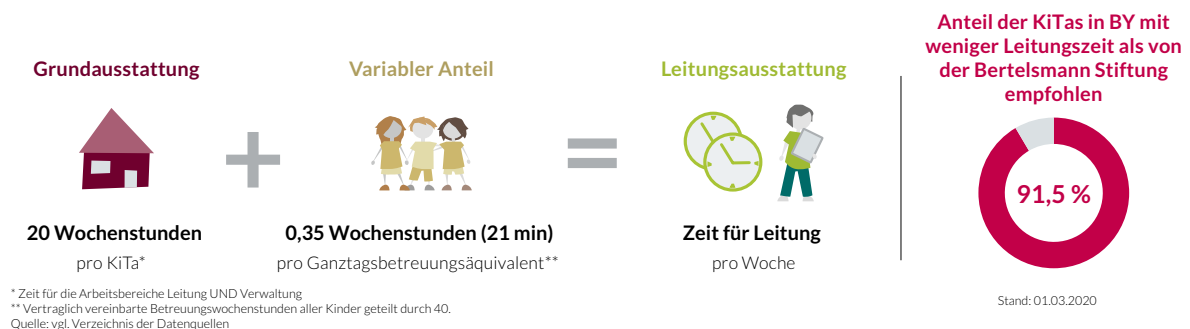 Grundausstattung
Variabler Anteil
Leitungsausstattung
20 Wochenstunden
pro KiTa*
0,35 Wochenstunden (21 min)
pro Ganztagsbetreuungsäquivalent**
Zeit für Leitung
pro Woche
* Zeit für die Arbeitsbereiche Leitung UND Verwaltung
** Vertraglich vereinbarte Betreuungswochenstunden aller Kinder geteilt durch 40.
Quelle: vgl. Verzeichnis der Datenquellen
Anteil der KiTas in BY mit
weniger Leitungszeit als von
der Bertelsmann Stiftung
empfohlen
91,5 %
Stand: 01.03.2020